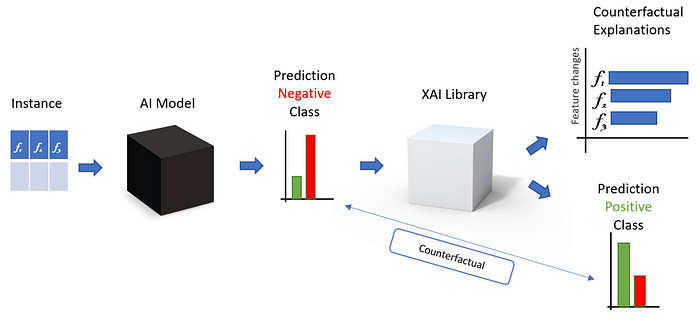 Instance
f₁ f₂ f₃
AI Model
Prediction
Negative
Class
XAI Library
Counterfactual
Explanations
Feature changes
f₁
f₂
f₃
Prediction
Positive
Class
Counterfactual